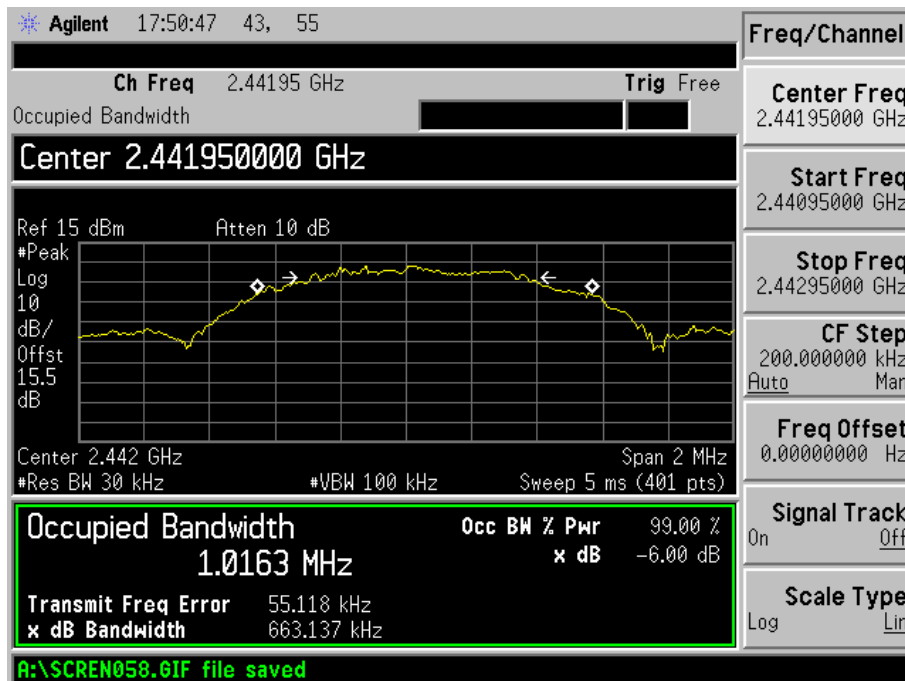 Agilent 17:50:47 43, 55
Ch Freq 2.44195 GHz Trig Free
Occupied Bandwidth
Center 2.441950000 GHz
Ref 15 dBm Atten 10 dB
#Peak
Log
10
dB/
Offst
15.5
dB
Center 2.442 GHz Span 2 MHz
#Res BW 30 kHz #VBW 100 kHz Sweep 5 ms (401 pts)
Occupied Bandwidth Occ BW % Pwr 99.00 %
1.0163 MHz x dB -6.00 dB
Transmit Freq Error 55.118 kHz
x dB Bandwidth 663.137 kHz
A:\SCREN058.GIF file saved
Freq/Channel
Center Freq
2.44195000 GHz
Start Freq
2.44095000 GHz
Stop Freq
2.44295000 GHz
CF Step
200.000000 kHz
Auto Man
Freq Offset
0.00000000 Hz
Signal Track
On Off
Scale Type
Log Lin